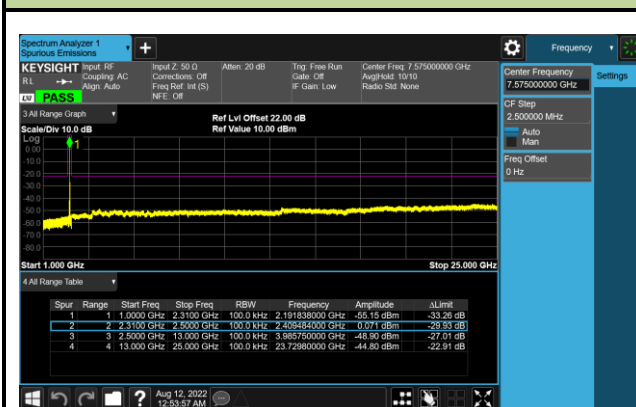 Spectrum Analyzer 1
Spurious Emissions
+
Frequency
KEYSIGHT Input: RF Input Z: 50 Ω Atten: 20 dB Trig: Free Run Center Freq: 7.575000000 GHz
RL Coupling: AC Corrections: Off Gate: Off Avg|Hold: 10/10
Align: Auto Freq Ref: Int (S) IF Gain: Low Radio Std: None
NFE: Off
LXI PASS
Center Frequency
7.575000000 GHz
Settings
CF Step
2.500000 MHz
Auto
Man
Freq Offset
0 Hz
3 All Range Graph
Ref Lvl Offset 22.00 dB
Scale/Div 10.0 dB Ref Value 10.00 dBm
Log
0.00
1
-10.0
-20.0
-30.0
-40.0
-50.0
-60.0
-70.0
-80.0
Start 1.000 GHz Stop 25.000 GHz
4 All Range Table
Spur Range Start Freq Stop Freq RBW Frequency Amplitude ΔLimit
1 1 1.0000 GHz 2.3100 GHz 100.0 kHz 2.191838000 GHz -55.15 dBm -33.26 dB
2 2 2.3100 GHz 2.5000 GHz 100.0 kHz 2.409484000 GHz 0.071 dBm -29.93 dB
3 3 2.5000 GHz 13.000 GHz 100.0 kHz 3.985750000 GHz -48.90 dBm -27.01 dB
4 4 13.000 GHz 25.000 GHz 100.0 kHz 23.72980000 GHz -44.80 dBm -22.91 dB
? Aug 12, 2022
12:53:57 AM